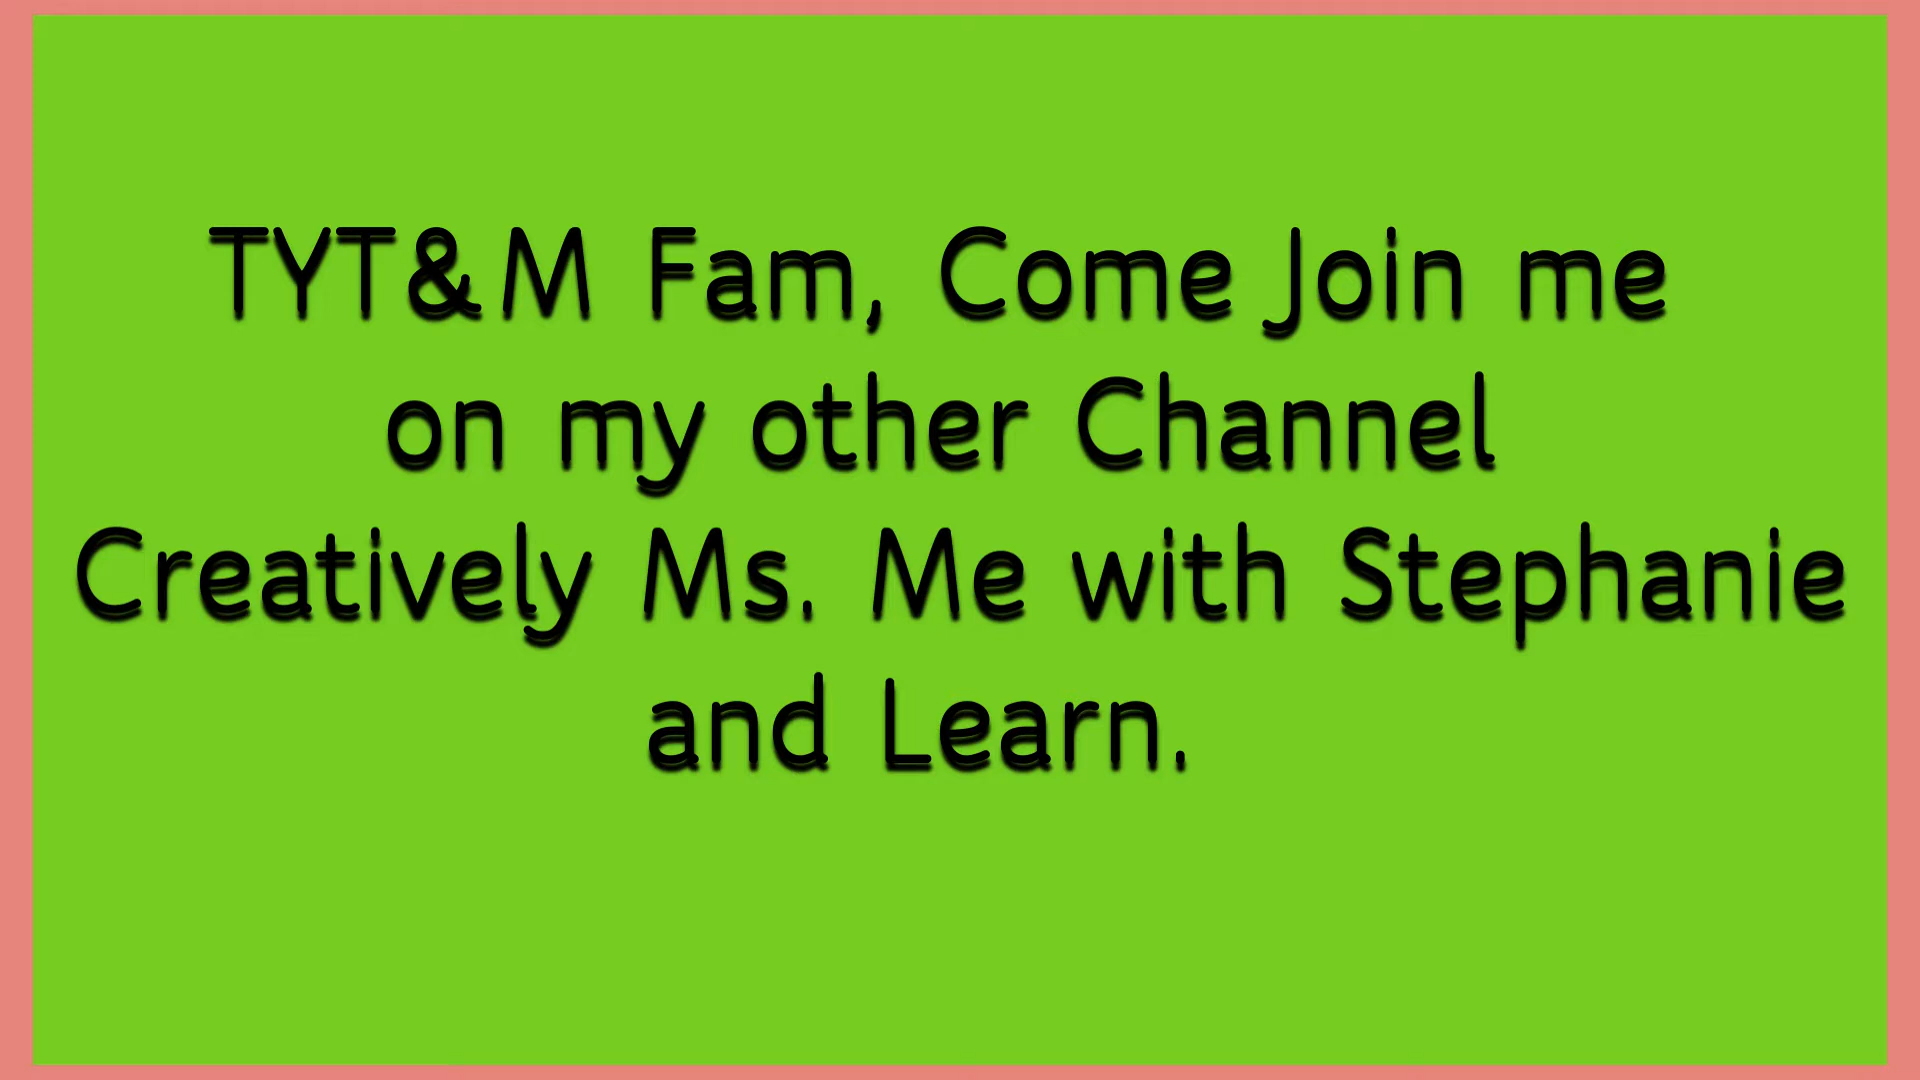 TYT&M Fam, Come Join me
on my other Channel
Creatively Ms. Me with Stephanie
and Learn.